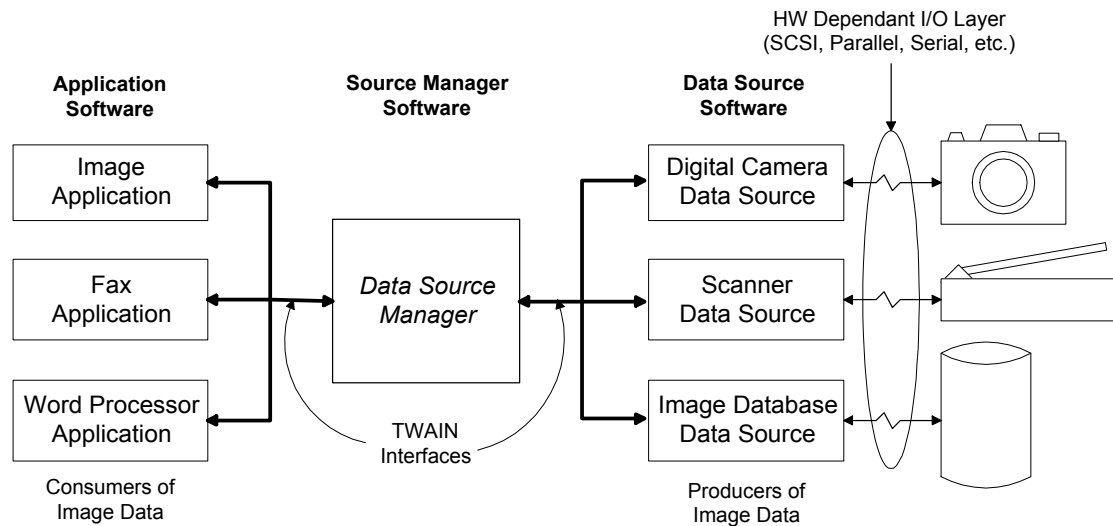 HW Dependant I/O Layer
(SCSI, Parallel, Serial, etc.)
Application
Software
Source Manager
Software
Data Source
Software
Image
Application
Digital Camera
Data Source
Fax
Application
Data Source
Manager
Scanner
Data Source
Word Processor
Application
TWAIN
Interfaces
Image Database
Data Source
Consumers of
Image Data
Producers of
Image Data